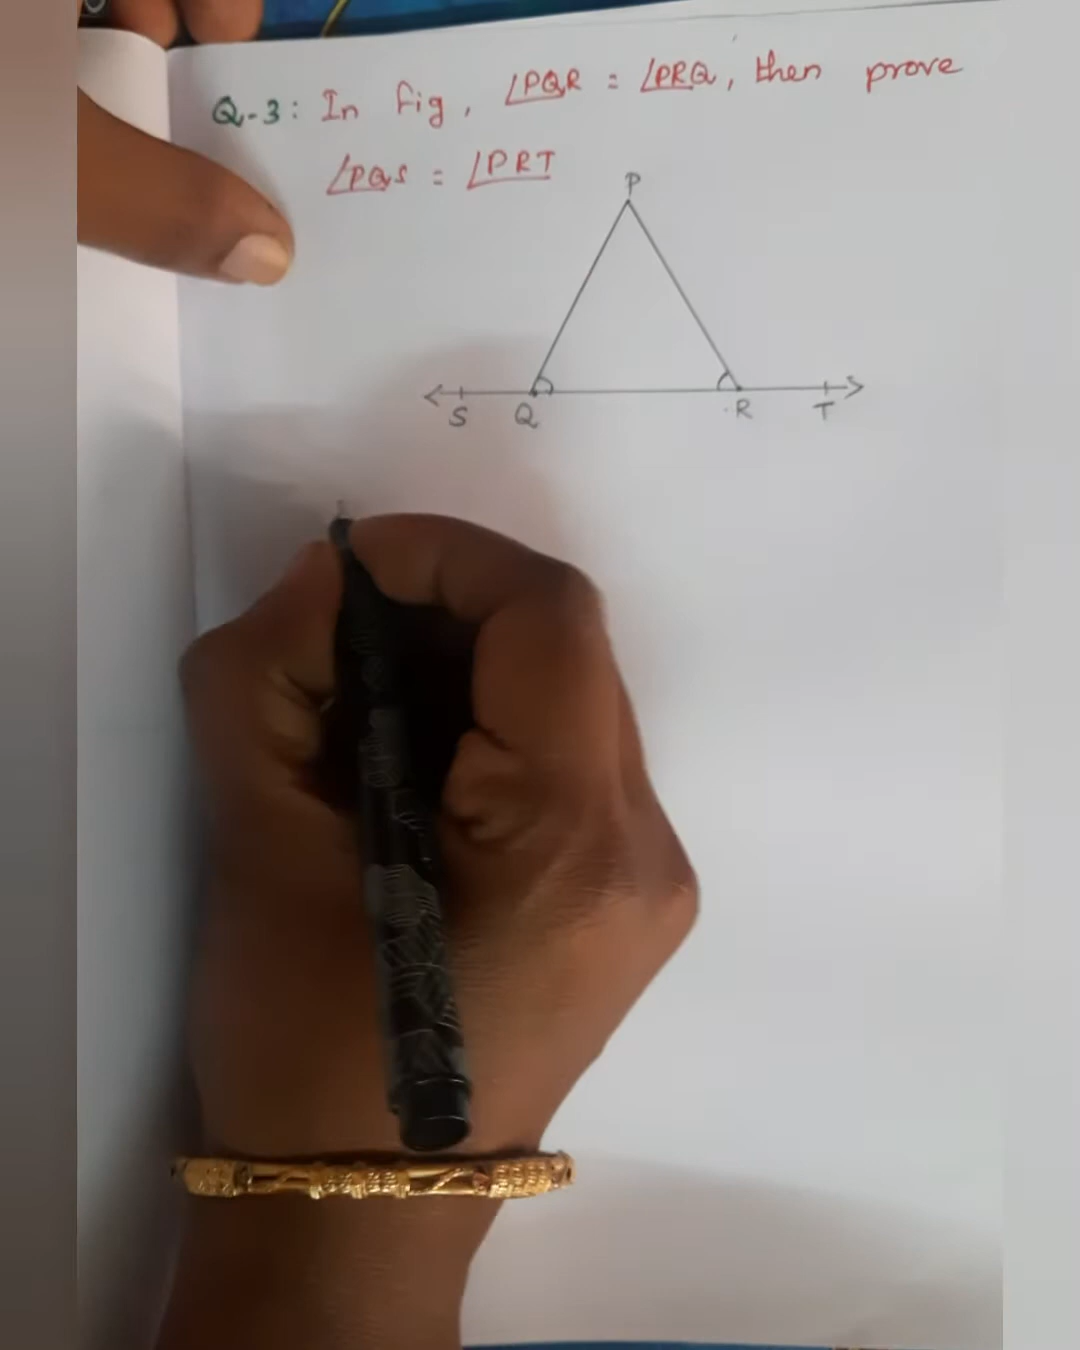 Q-3: In fig, ∠PQR = ∠PRQ, then prove
∠PQS = ∠PRT
P
S Q R T